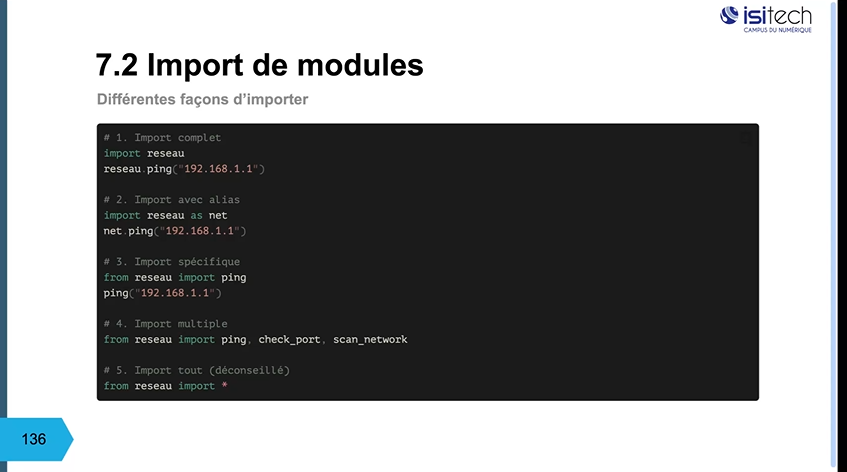 isitech
CAMPUS DU NUMÉRIQUE
7.2 Import de modules
Différentes façons d'importer
# 1. Import complet
import reseau
reseau.ping("192.168.1.1")
# 2. Import avec alias
import reseau as net
net.ping("192.168.1.1")
# 3. Import spécifique
from reseau import ping
ping("192.168.1.1")
# 4. Import multiple
from reseau import ping, check_port, scan_network
# 5. Import tout (déconseillé)
from reseau import *
136